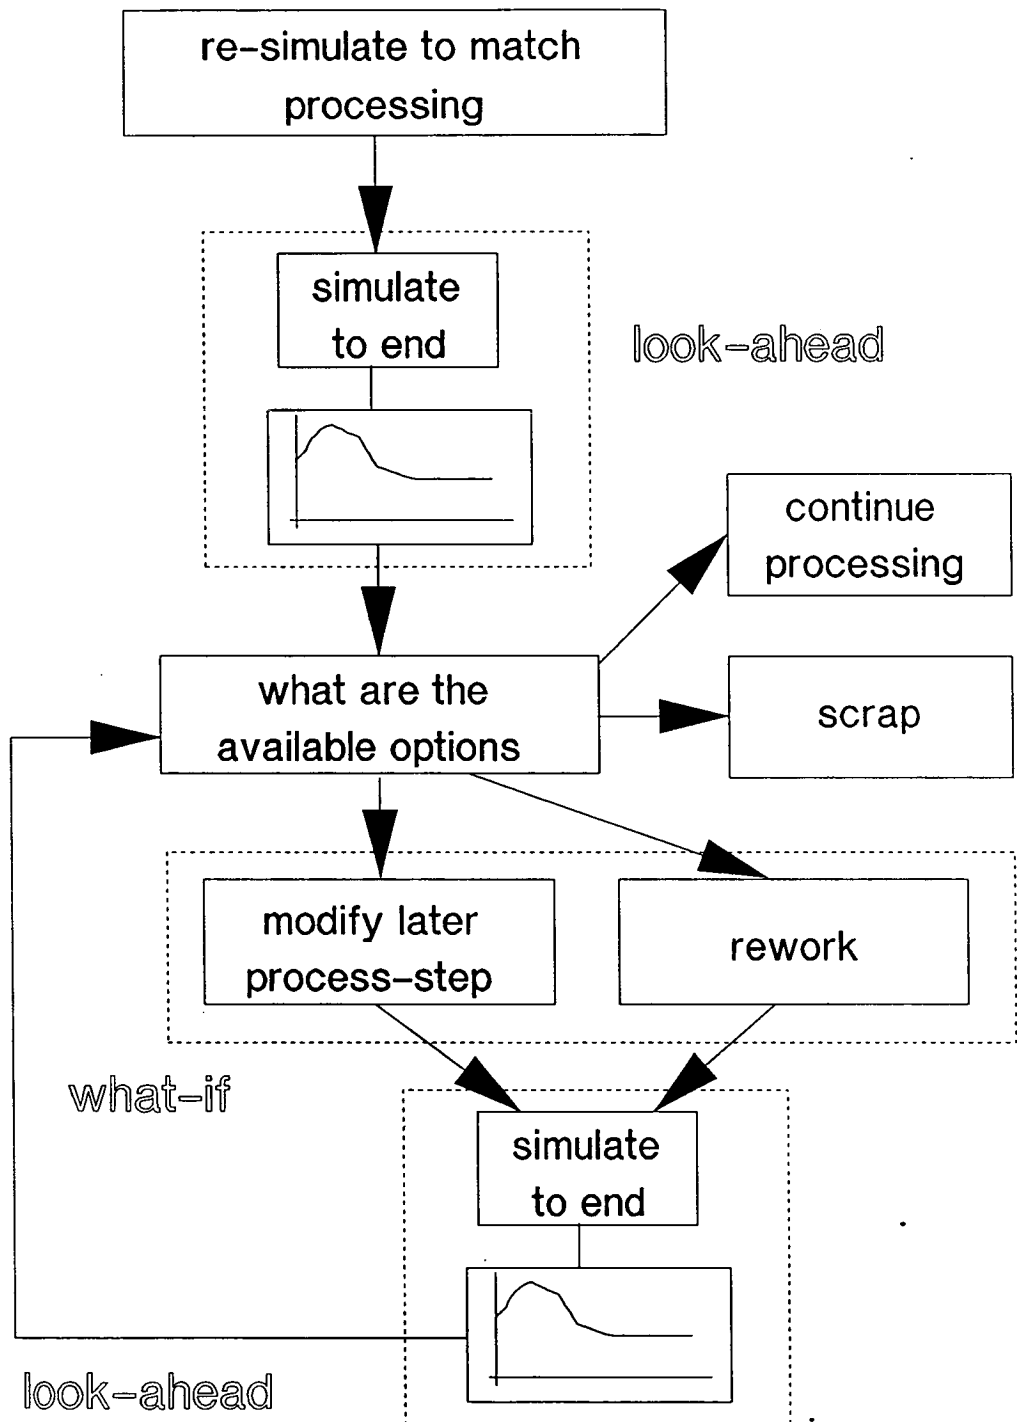 re-simulate to match
processing
simulate
to end
look-ahead
continue
processing
what are the
available options
scrap
modify later
process-step
rework
what-if
simulate
to end
look-ahead